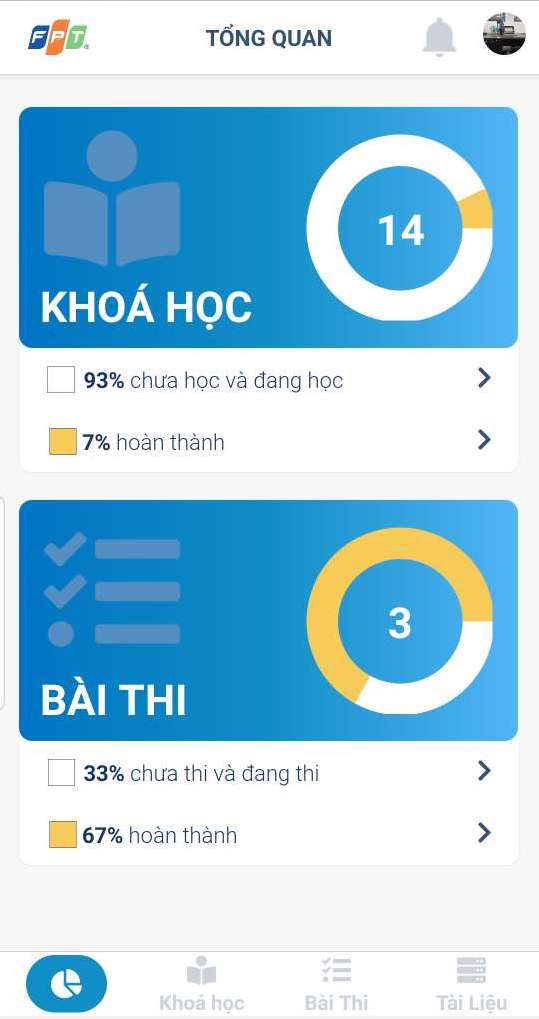 FPT
TỔNG QUAN
14
KHOÁ HỌC
93% chưa học và đang học
7% hoàn thành
3
BÀI THI
33% chưa thi và đang thi
67% hoàn thành
Khoá học
Bài Thi
Tài Liệu